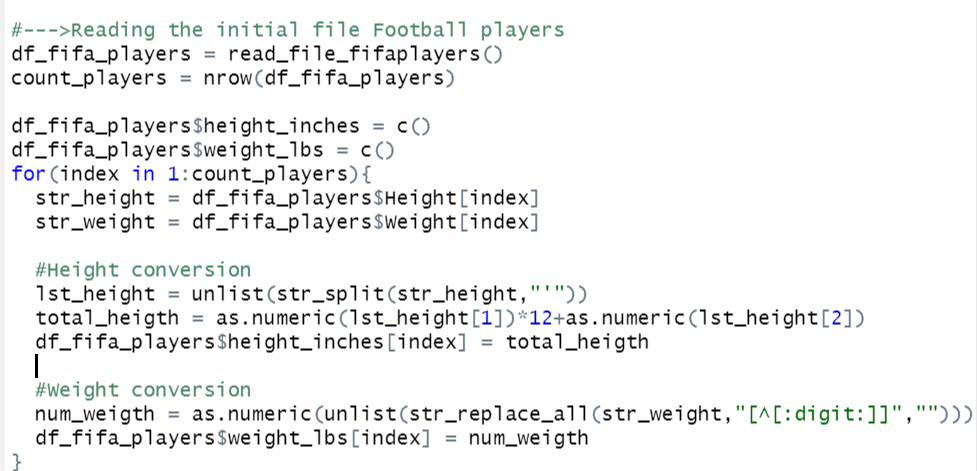 #--->Reading the initial file Football players
df_fifa_players = read_file_fifaplayers()
count_players = nrow(df_fifa_players)
df_fifa_players$height_inches = c()
df_fifa_players$weight_lbs = c()
for(index in 1:count_players){
  str_height = df_fifa_players$Height[index]
  str_weight = df_fifa_players$Weight[index]
  #Height conversion
  lst_height = unlist(str_split(str_height,"'"))
  total_heigth = as.numeric(lst_height[1])*12+as.numeric(lst_height[2])
  df_fifa_players$height_inches[index] = total_heigth
  #Weight conversion
  num_weigth = as.numeric(unlist(str_replace_all(str_weight,"[^[:digit:]]","")))
  df_fifa_players$weight_lbs[index] = num_weigth
}